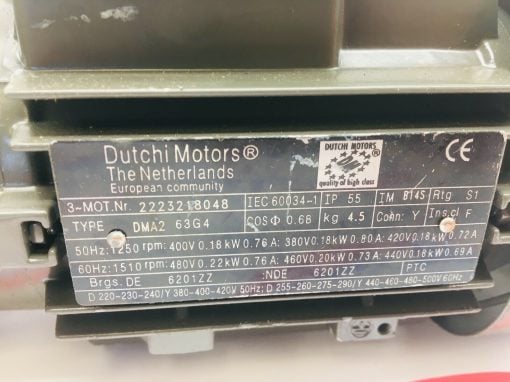 Dutchi Motors®
The Netherlands
European community
DUTCHI MOTORS
quality of high class
CE
3~MOT.Nr. 2223218048 IEC 60034-1 IP 55 IM B14S Rtg S1
TYPE DMA2 63G4 COSΦ 0.66 kg 4.5 Cohn: Y Ins.cl F
50Hz:1250 rpm: 400V 0.18kW 0.76 A: 380V 0.18kW 0.80 A: 420V 0.18kW 0.72A
60Hz:1510 rpm: 480V 0.22kW 0.76 A: 460V 0.20kW 0.73 A: 440V 0.18kW 0.69A
Brgs. DE 6201ZZ :NDE 6201ZZ PTC
D 220-230-240/Y 380-400-420V 50Hz; D 255-260-275-290/Y 440-460-480-500V 60Hz